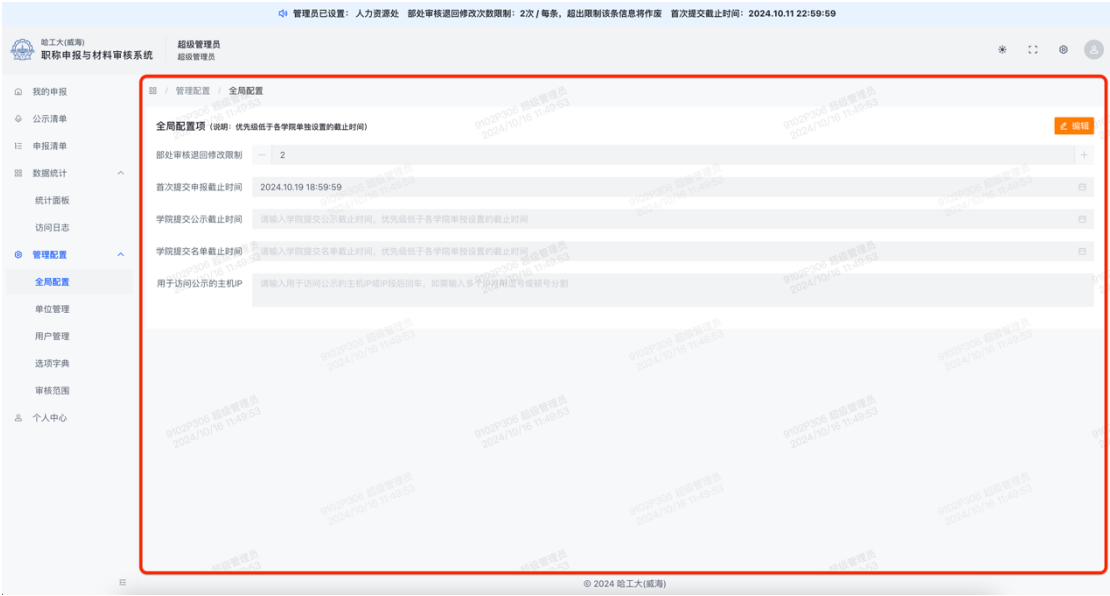 管理员已设置： 人力资源处 部处审核退回修改次数限制：2次 / 每条，超出限制该条信息将作废 首次提交截止时间：2024.10.11 22:59:59
哈工大(威海)
职称申报与材料审核系统
超级管理员
超级管理员
我的申报
公示清单
申报清单
数据统计
统计面板
访问日志
管理配置
全局配置
单位管理
用户管理
选项字典
审核范围
个人中心
/ 管理配置 / 全局配置
全局配置项（说明：优先级低于各学院单独设置的截止时间）
编辑
部处审核退回修改限制 − 2 +
首次提交申报截止时间 2024.10.19 18:59:59
学院提交公示截止时间 请输入学院提交公示截止时间，优先级低于各学院单独设置的截止时间
学院提交名单截止时间 请输入学院提交名单截止时间，优先级低于各学院单独设置的截止时间
用于访问公示的主机IP 请输入用于访问公示的主机IP或IP段后回车，如需输入多个IP可用逗号或顿号分割
9102P306 超级管理员
2024/10/16 11:49:53
© 2024 哈工大(威海)